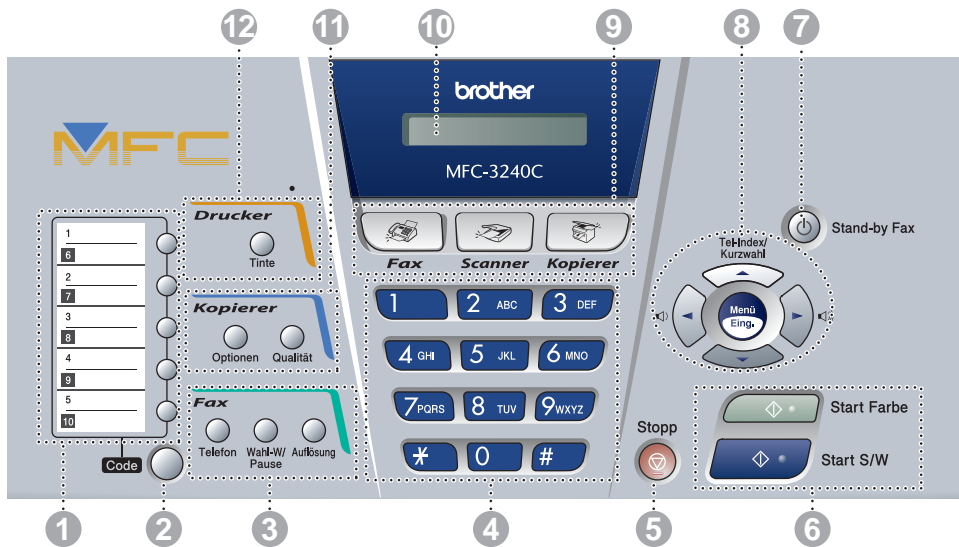 12 11 10 9 8 7
brother
MFC
MFC-3240C
Drucker
Tinte
Fax Scanner Kopierer
Tel-Index/
Kurzwahl
Stand-by Fax
1
6
2
7
3
8
4
9
5
10
Code
Kopierer
Optionen Qualität
Fax
Telefon Wahl-W/
Pause Auflösung
1 2 ABC 3 DEF
4 GHI 5 JKL 6 MNO
7 PQRS 8 TUV 9 WXYZ
* 0 #
Menü
Eing.
Stopp
Start Farbe
Start S/W
1 2 3 4 5 6